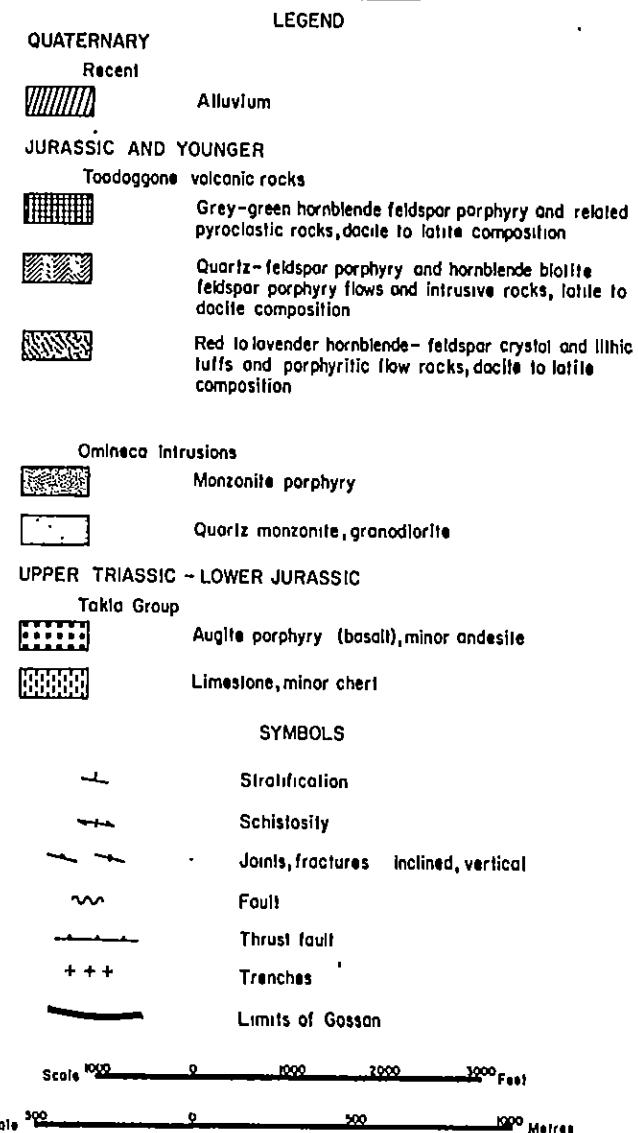 LEGEND
QUATERNARY
Recent
Alluvium
JURASSIC AND YOUNGER
Toodoggone volcanic rocks
Grey-green hornblende feldspar porphyry and related
pyroclastic rocks, dacite to latite composition
Quartz-feldspar porphyry and hornblende biotite
feldspar porphyry flows and intrusive rocks, latite to
dacite composition
Red to lavender hornblende- feldspar crystal and lithic
tuffs and porphyritic flow rocks, dacite to latite
composition
Omineca Intrusions
Monzonite porphyry
Quartz monzonite, granodiorite
UPPER TRIASSIC - LOWER JURASSIC
Takla Group
Augite porphyry (basalt), minor andesite
Limestone, minor chert
SYMBOLS
Stratification
Schistosity
Joints, fractures inclined, vertical
Fault
Thrust fault
Trenches
Limits of Gossan
Scale 1000 0 1000 2000 3000 Feet
ale 500 0 500 1000 Metres